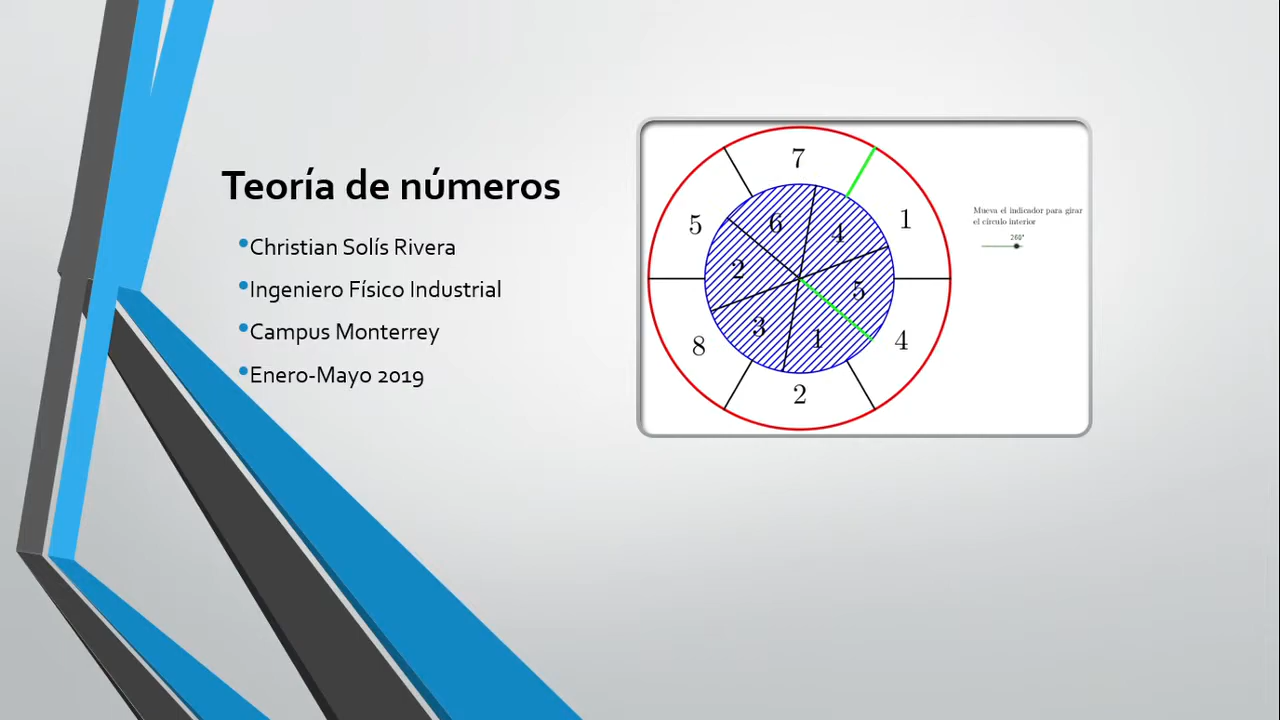 Teoría de números
•Christian Solís Rivera
•Ingeniero Físico Industrial
•Campus Monterrey
•Enero-Mayo 2019
7
1
4
2
8
5
6
4
5
1
3
2
Mueva el indicador para girar
el círculo interior
260°